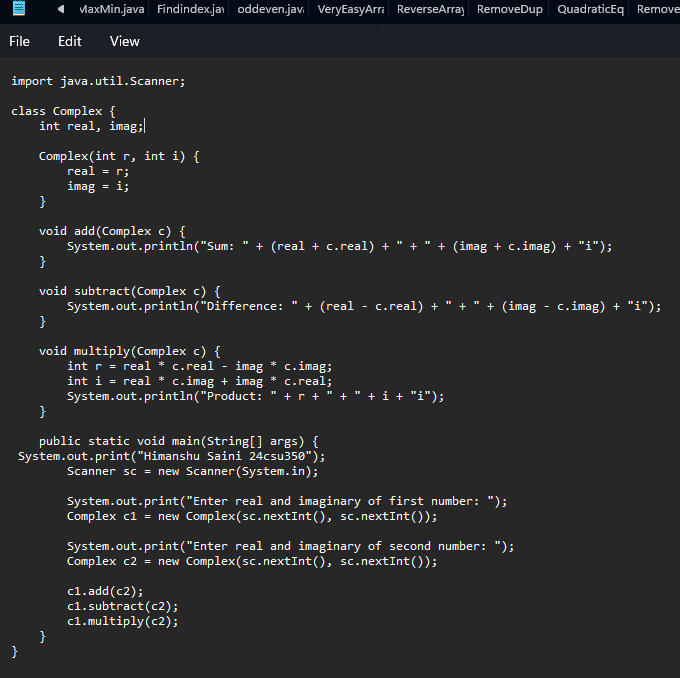 MaxMin.java Findindex.jav oddeven.java VeryEasyArra ReverseArray RemoveDup QuadraticEq Remove
File Edit View
import java.util.Scanner;
class Complex {
    int real, imag;
    Complex(int r, int i) {
        real = r;
        imag = i;
    }
    void add(Complex c) {
        System.out.println("Sum: " + (real + c.real) + " + " + (imag + c.imag) + "i");
    }
    void subtract(Complex c) {
        System.out.println("Difference: " + (real - c.real) + " + " + (imag - c.imag) + "i");
    }
    void multiply(Complex c) {
        int r = real * c.real - imag * c.imag;
        int i = real * c.imag + imag * c.real;
        System.out.println("Product: " + r + " + " + i + "i");
    }
    public static void main(String[] args) {
 System.out.print("Himanshu Saini 24csu350");
        Scanner sc = new Scanner(System.in);
        System.out.print("Enter real and imaginary of first number: ");
        Complex c1 = new Complex(sc.nextInt(), sc.nextInt());
        System.out.print("Enter real and imaginary of second number: ");
        Complex c2 = new Complex(sc.nextInt(), sc.nextInt());
        c1.add(c2);
        c1.subtract(c2);
        c1.multiply(c2);
    }
}